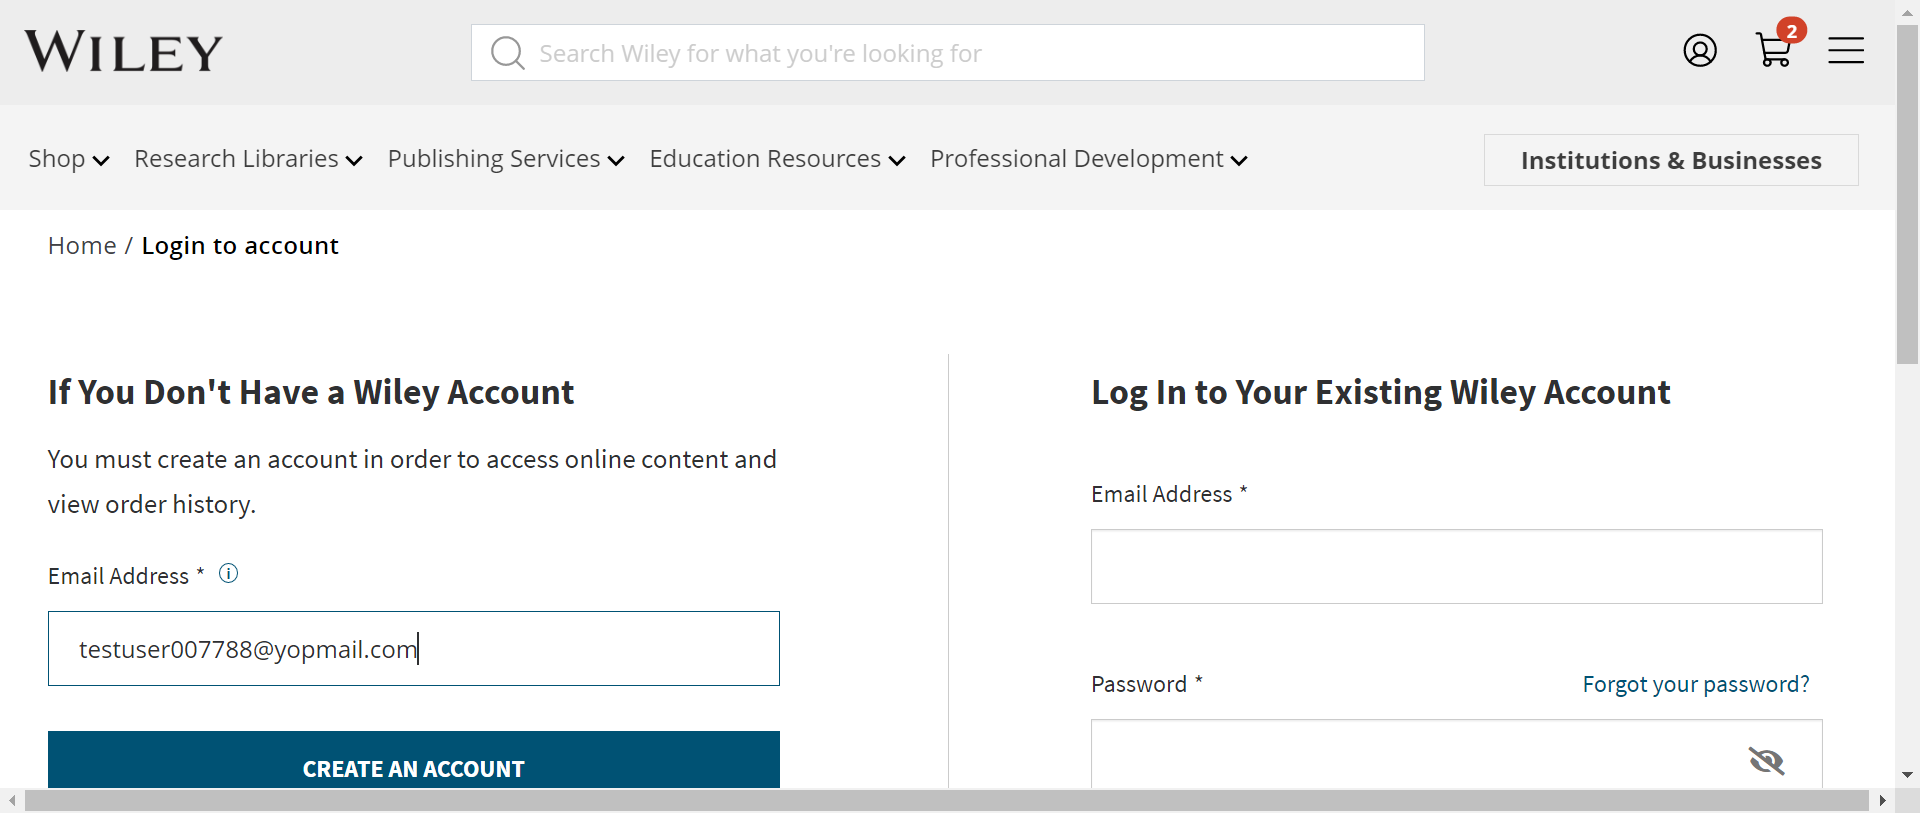 WILEY
Search Wiley for what you're looking for
2
Shop
Research Libraries
Publishing Services
Education Resources
Professional Development
Institutions & Businesses
Home / Login to account
If You Don't Have a Wiley Account
You must create an account in order to access online content and
view order history.
Email Address *
testuser007788@yopmail.com
CREATE AN ACCOUNT
Log In to Your Existing Wiley Account
Email Address *
Password *
Forgot your password?